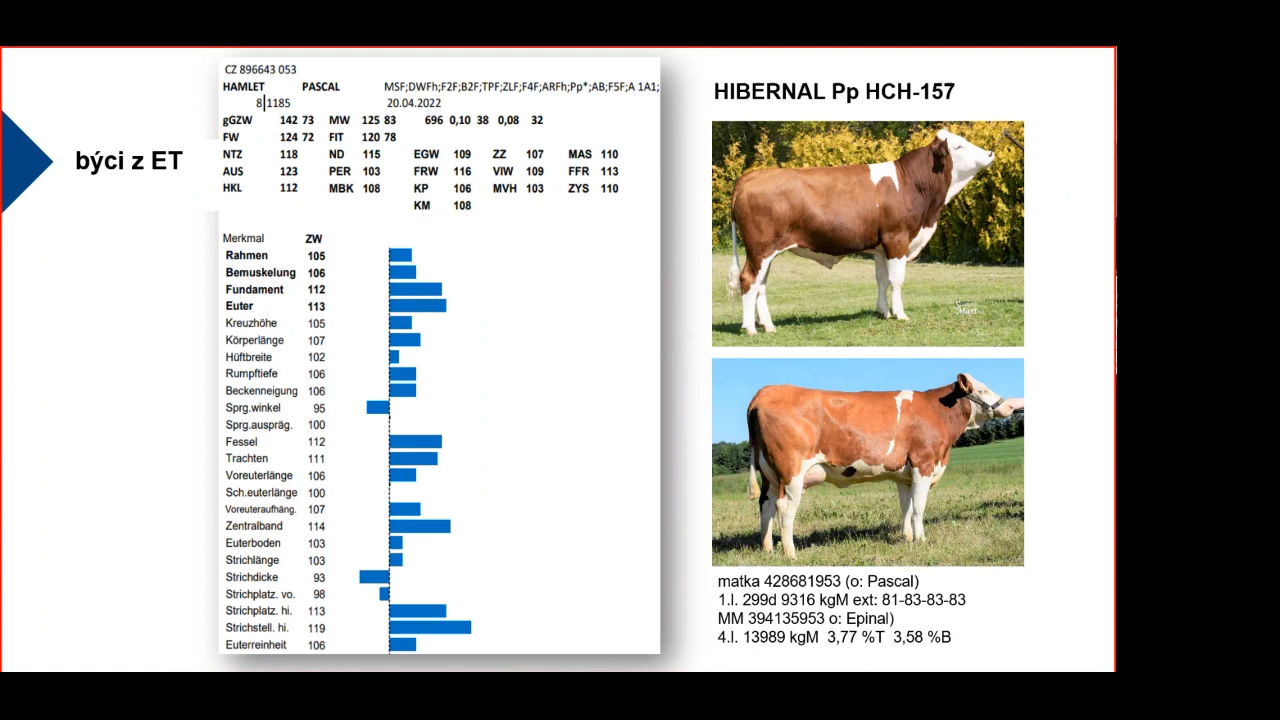 býci z ET
CZ 896643 053
HAMLET PASCAL MSF;DWFh;F2F;B2F;TPF;ZLF;F4F;ARFh;Pp*;AB;F5F;A 1A1;
8 1185 20.04.2022
gGZW 142 73 MW 125 83 696 0,10 38 0,08 32
FW 124 72 FIT 120 78
NTZ 118 ND 115 EGW 109 ZZ 107 MAS 110
AUS 123 PER 103 FRW 116 VIW 109 FFR 113
HKL 112 MBK 108 KP 106 MVH 103 ZYS 110
KM 108
Merkmal ZW
Rahmen 105
Bemuskelung 106
Fundament 112
Euter 113
Kreuzhöhe 105
Körperlänge 107
Hüftbreite 102
Rumpftiefe 106
Beckenneigung 106
Sprg.winkel 95
Sprg.auspräg. 100
Fessel 112
Trachten 111
Voreuterlänge 106
Sch.euterlänge 100
Voreuteraufhäng. 107
Zentralband 114
Euterboden 103
Strichlänge 103
Strichdicke 93
Strichplatz. vo. 98
Strichplatz. hi. 113
Strichstell. hi. 119
Euterreinheit 106
HIBERNAL Pp HCH-157
matka 428681953 (o: Pascal)
1.l. 299d 9316 kgM ext: 81-83-83-83
MM 394135953 o: Epinal)
4.l. 13989 kgM 3,77 %T 3,58 %B